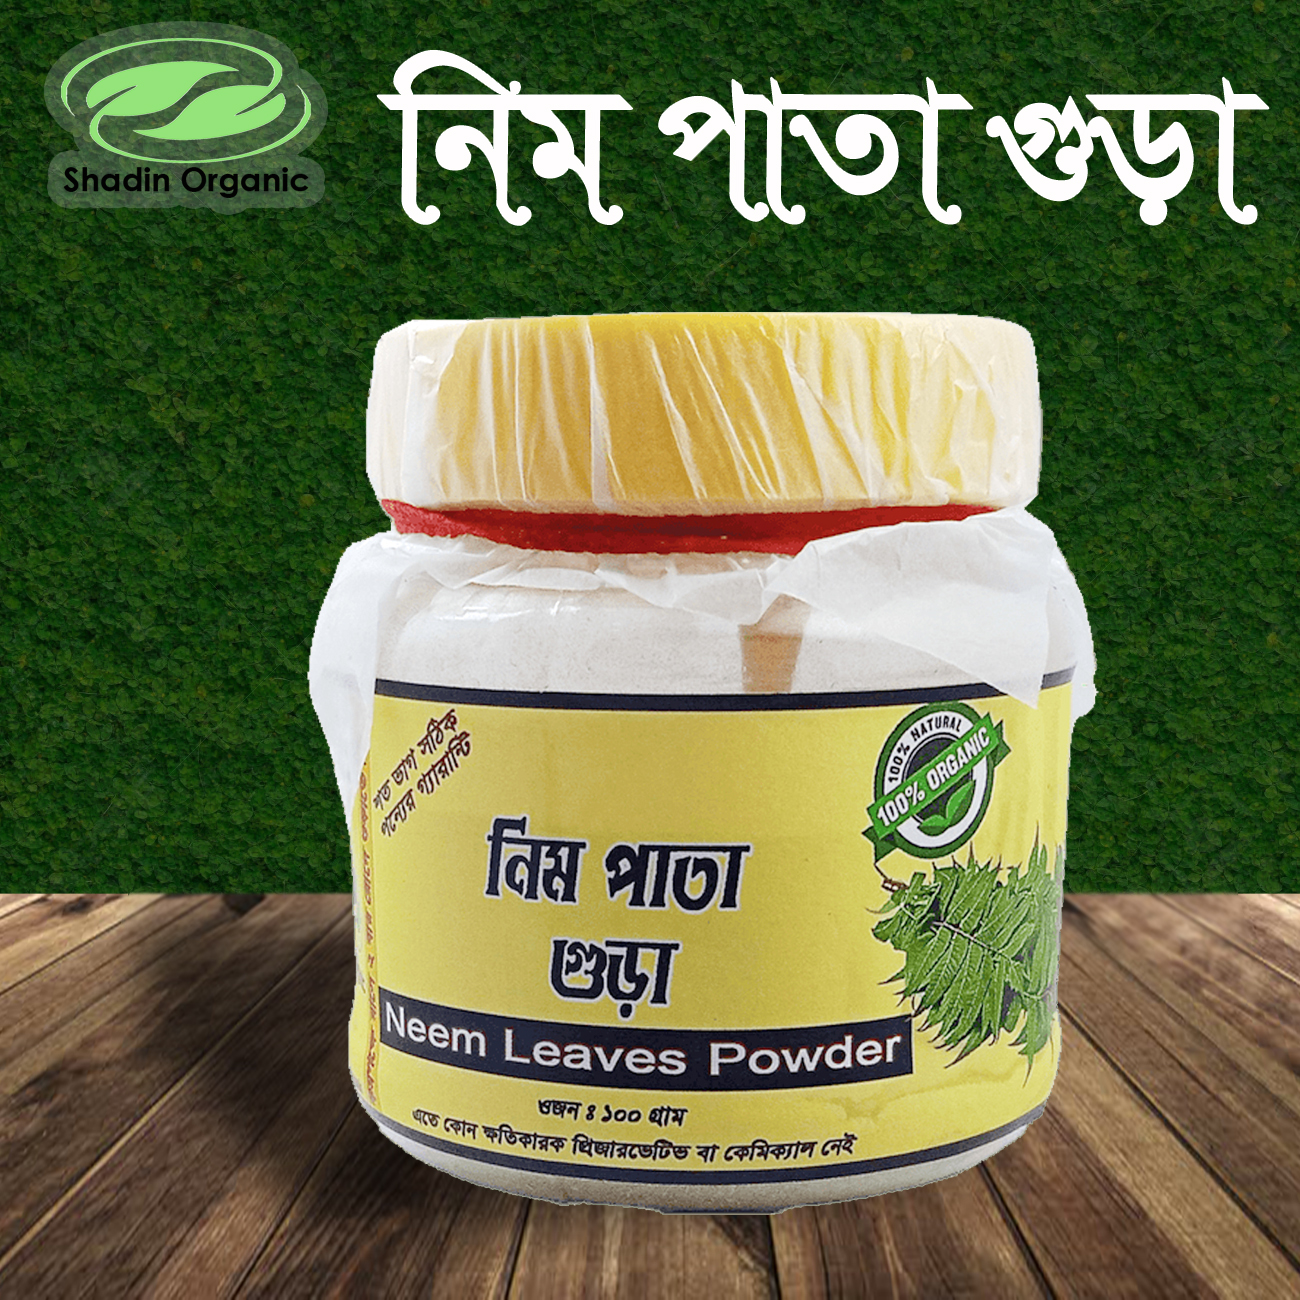 Shadin Organic
নিম পাতা গুড়া
শত ভাগ সঠিক
পন্যের গ্যারান্টি
100% NATURAL
100% ORGANIC
নিম পাতা
গুড়া
Neem Leaves Powder
ওজন ঃ ১০০ গ্রাম
এতে কোন ক্ষতিকারক প্রিজারভেটিভ বা কেমিক্যাল নেই